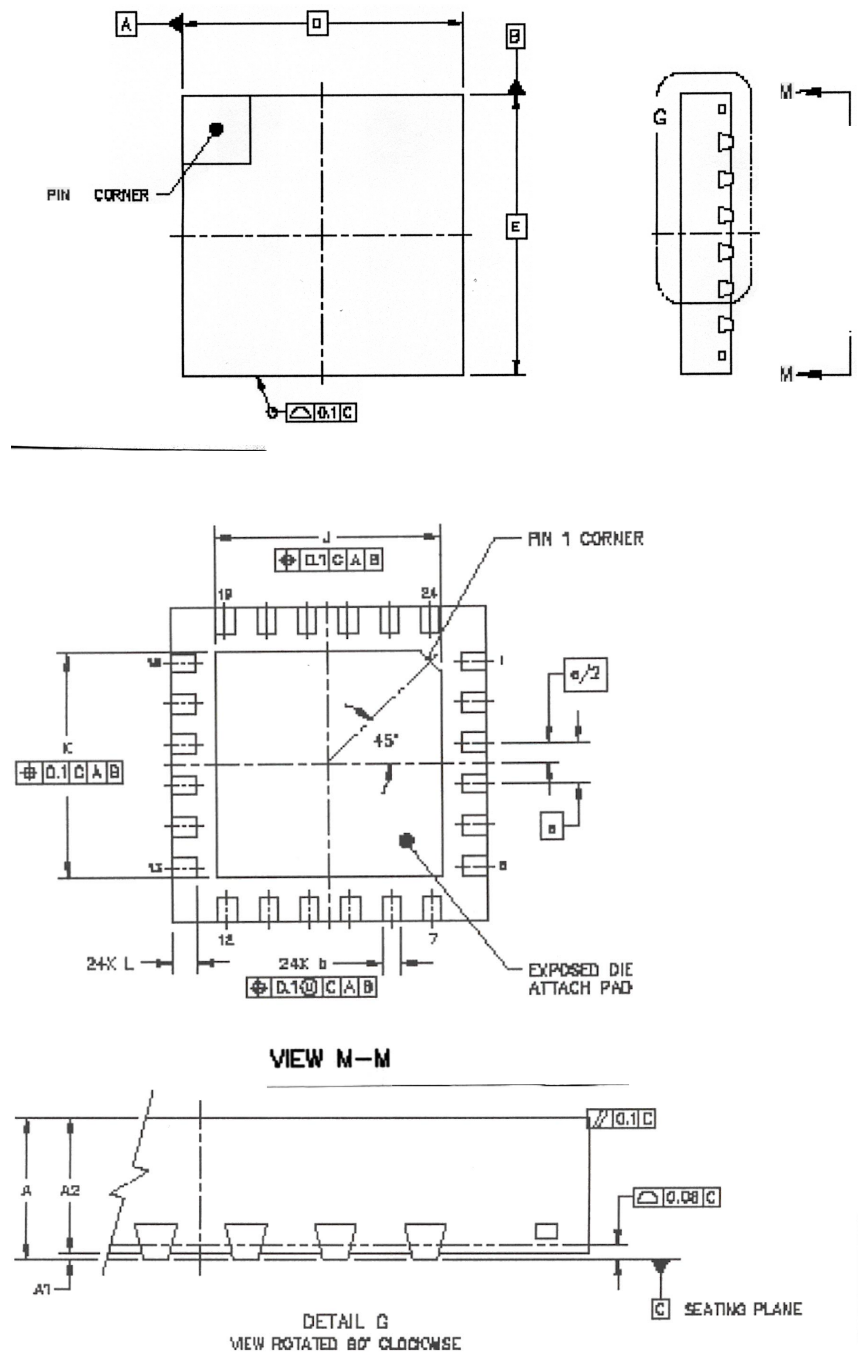 A D
B
M
G
PIN CORNER
E
M
0.1 C
J
PIN 1 CORNER
0.1 C A B
19 24
18 1
e/2
45°
K
0.1 C A B
e
13 6
12 7
24X L 24X b
0.1 Ⓜ C A B
EXPOSED DIE
ATTACH PAD
VIEW M-M
// 0.1 C
A A2
0.08 C
A1
C SEATING PLANE
DETAIL G
VIEW ROTATED 90° CLOCKWISE